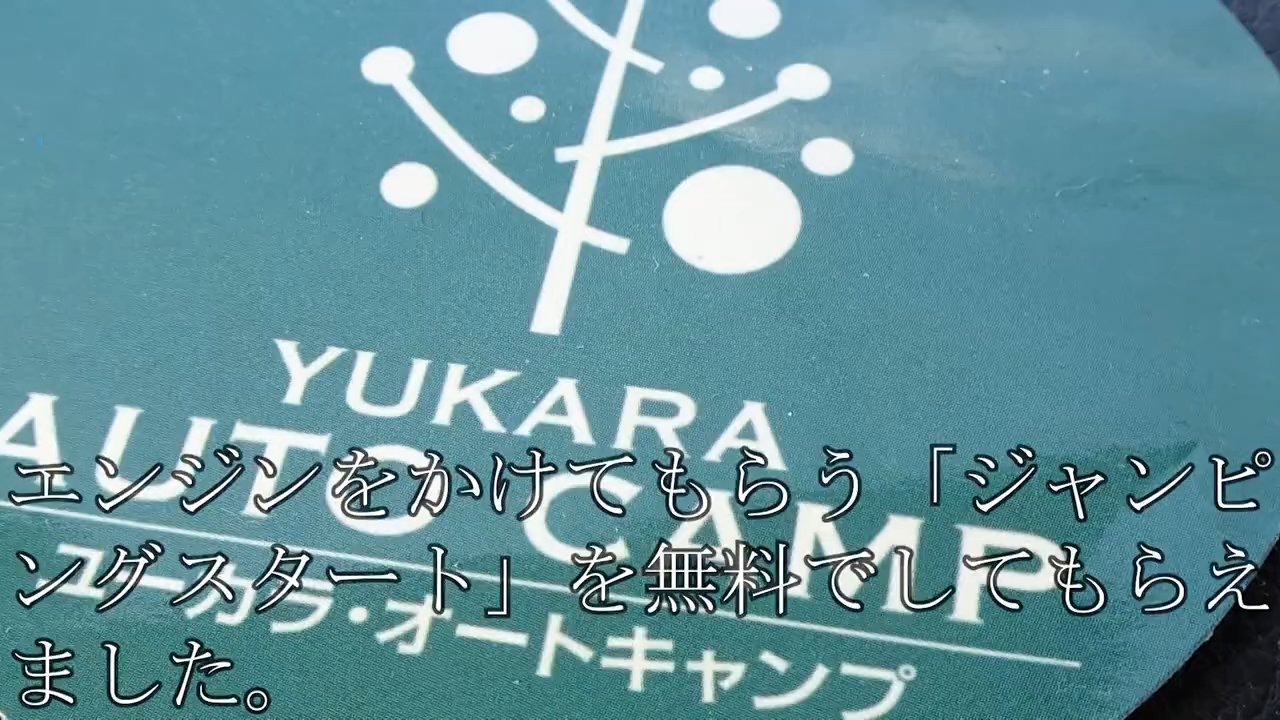 YUKARA
AUTO CAMP
ユーカラ・オートキャンプ
エンジンをかけてもらう「ジャンピ
ングスタート」を無料でしてもらえ
ました。